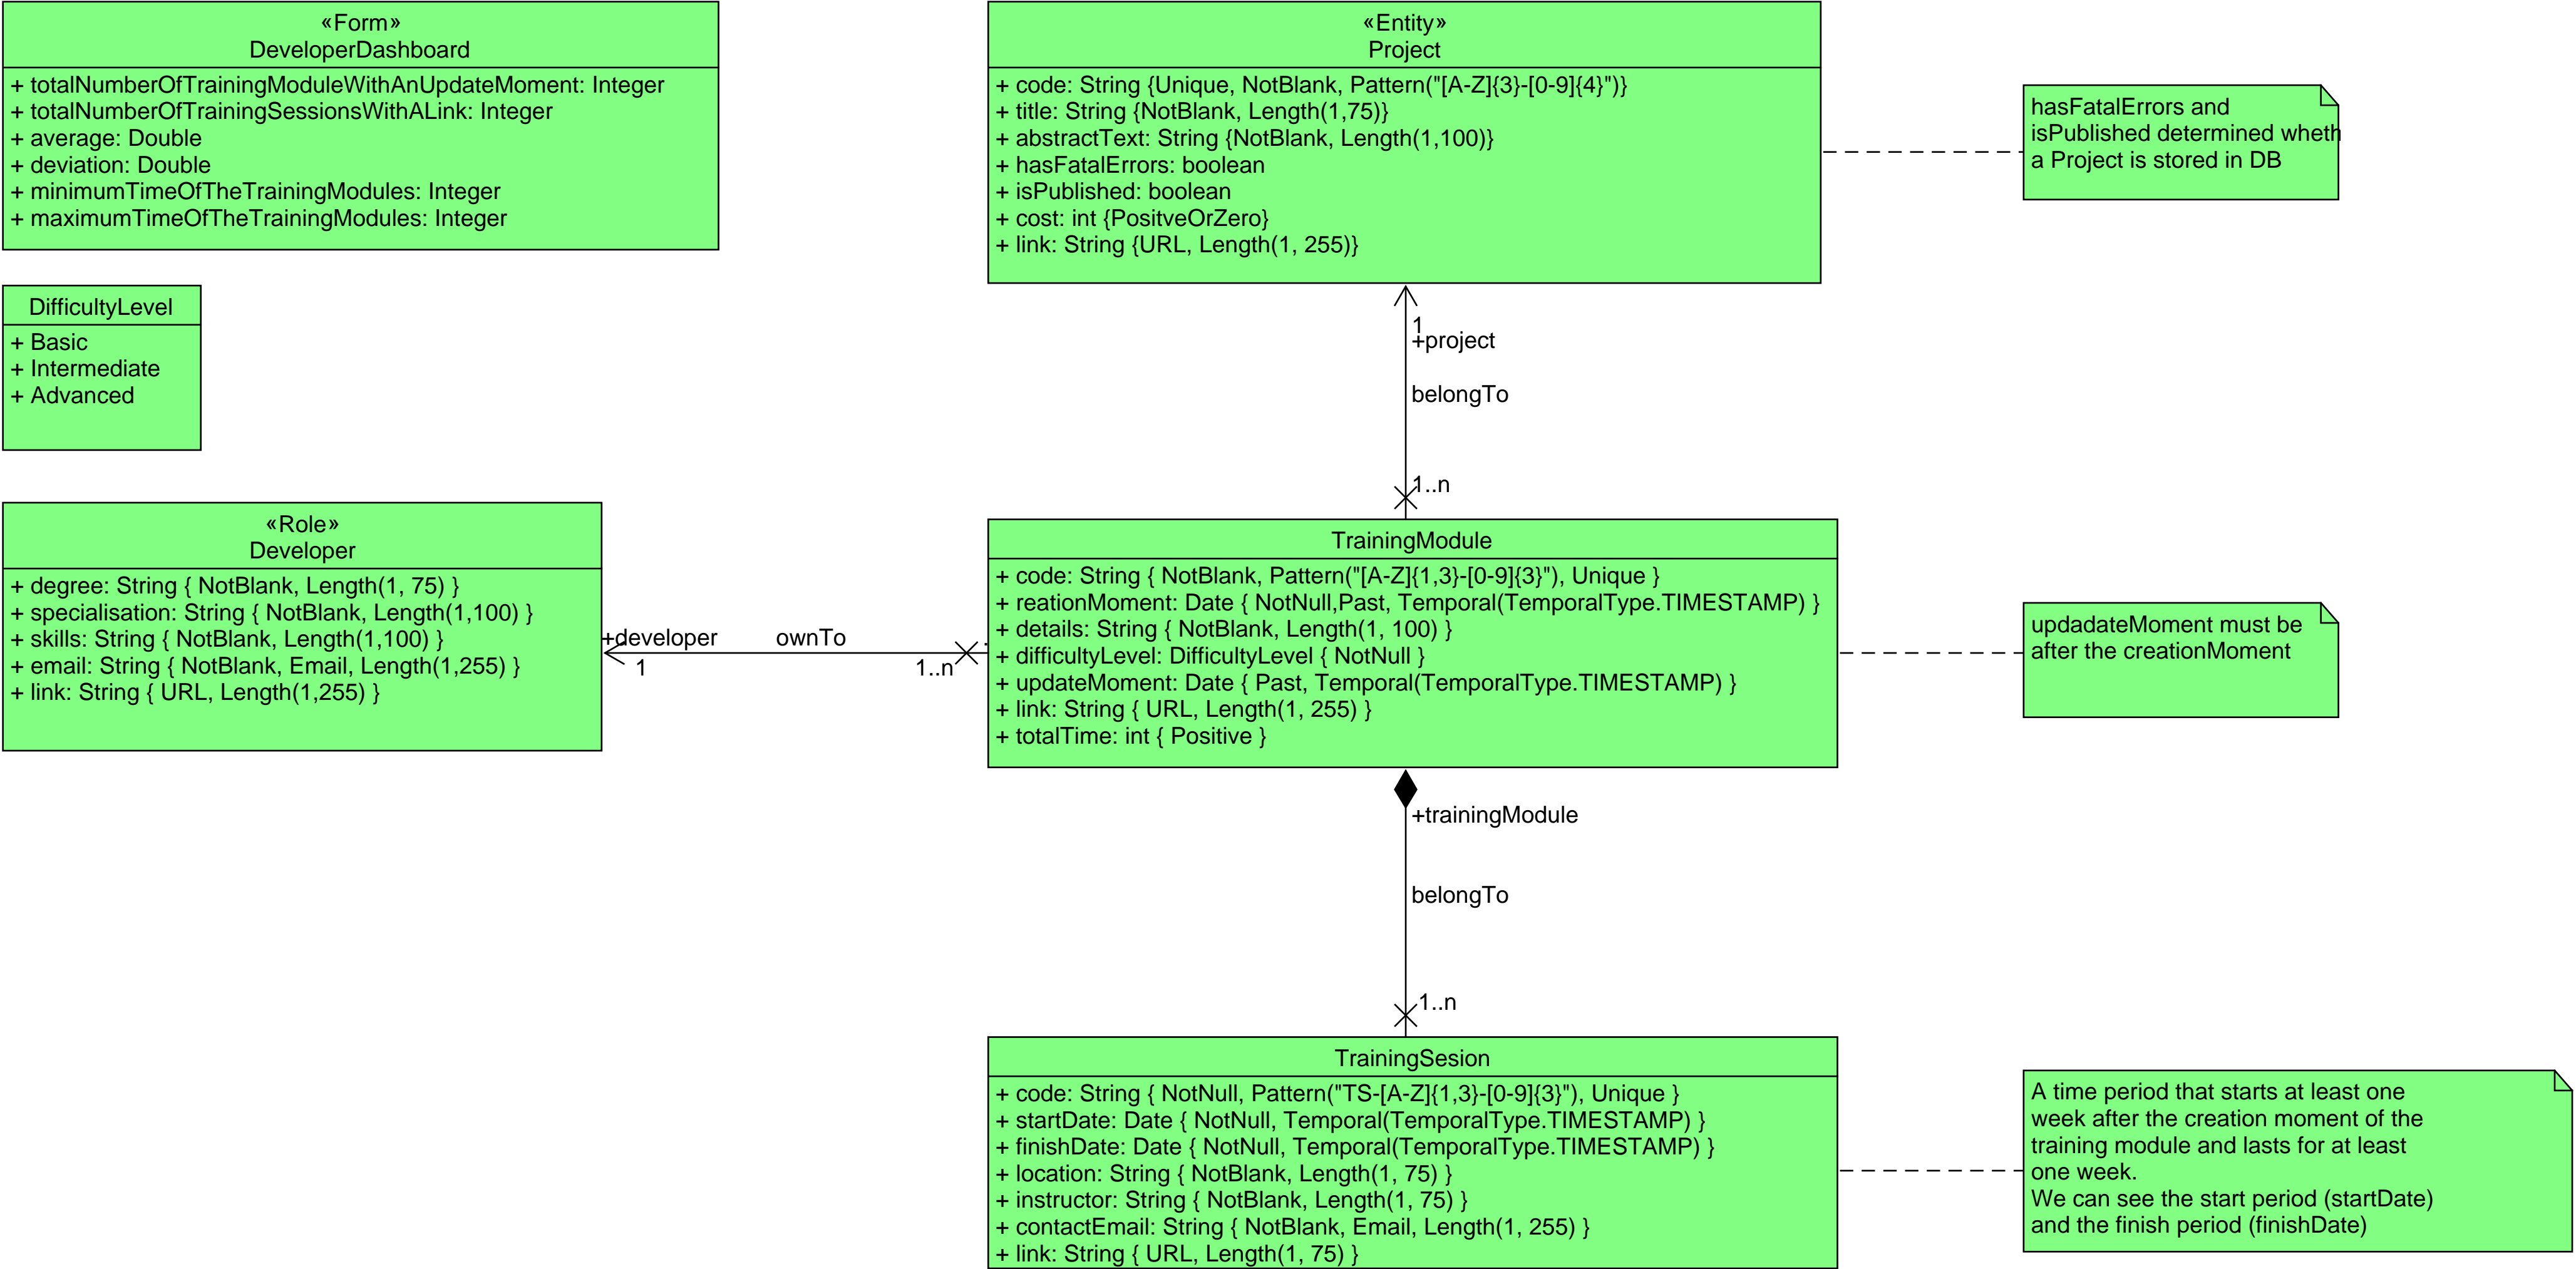 «Form»
DeveloperDashboard
+ totalNumberOfTrainingModuleWithAnUpdateMoment: Integer
+ totalNumberOfTrainingSessionsWithALink: Integer
+ average: Double
+ deviation: Double
+ minimumTimeOfTheTrainingModules: Integer
+ maximumTimeOfTheTrainingModules: Integer
«Entity»
Project
+ code: String {Unique, NotBlank, Pattern("[A-Z]{3}-[0-9]{4}")}
+ title: String {NotBlank, Length(1,75)}
+ abstractText: String {NotBlank, Length(1,100)}
+ hasFatalErrors: boolean
+ isPublished: boolean
+ cost: int {PositveOrZero}
+ link: String {URL, Length(1, 255)}
hasFatalErrors and
isPublished determined wheth
a Project is stored in DB
DifficultyLevel
+ Basic
+ Intermediate
+ Advanced
1
+project
belongTo
1..n
«Role»
Developer
+ degree: String { NotBlank, Length(1, 75) }
+ specialisation: String { NotBlank, Length(1,100) }
+ skills: String { NotBlank, Length(1,100) }
+ email: String { NotBlank, Email, Length(1,255) }
+ link: String { URL, Length(1,255) }
+developer
ownTo
1
1..n
TrainingModule
+ code: String { NotBlank, Pattern("[A-Z]{1,3}-[0-9]{3}"), Unique }
+ reationMoment: Date { NotNull,Past, Temporal(TemporalType.TIMESTAMP) }
+ details: String { NotBlank, Length(1, 100) }
+ difficultyLevel: DifficultyLevel { NotNull }
+ updateMoment: Date { Past, Temporal(TemporalType.TIMESTAMP) }
+ link: String { URL, Length(1, 255) }
+ totalTime: int { Positive }
updadateMoment must be
after the creationMoment
+trainingModule
belongTo
1..n
TrainingSesion
+ code: String { NotNull, Pattern("TS-[A-Z]{1,3}-[0-9]{3}"), Unique }
+ startDate: Date { NotNull, Temporal(TemporalType.TIMESTAMP) }
+ finishDate: Date { NotNull, Temporal(TemporalType.TIMESTAMP) }
+ location: String { NotBlank, Length(1, 75) }
+ instructor: String { NotBlank, Length(1, 75) }
+ contactEmail: String { NotBlank, Email, Length(1, 255) }
+ link: String { URL, Length(1, 75) }
A time period that starts at least one
week after the creation moment of the
training module and lasts for at least
one week.
We can see the start period (startDate)
and the finish period (finishDate)